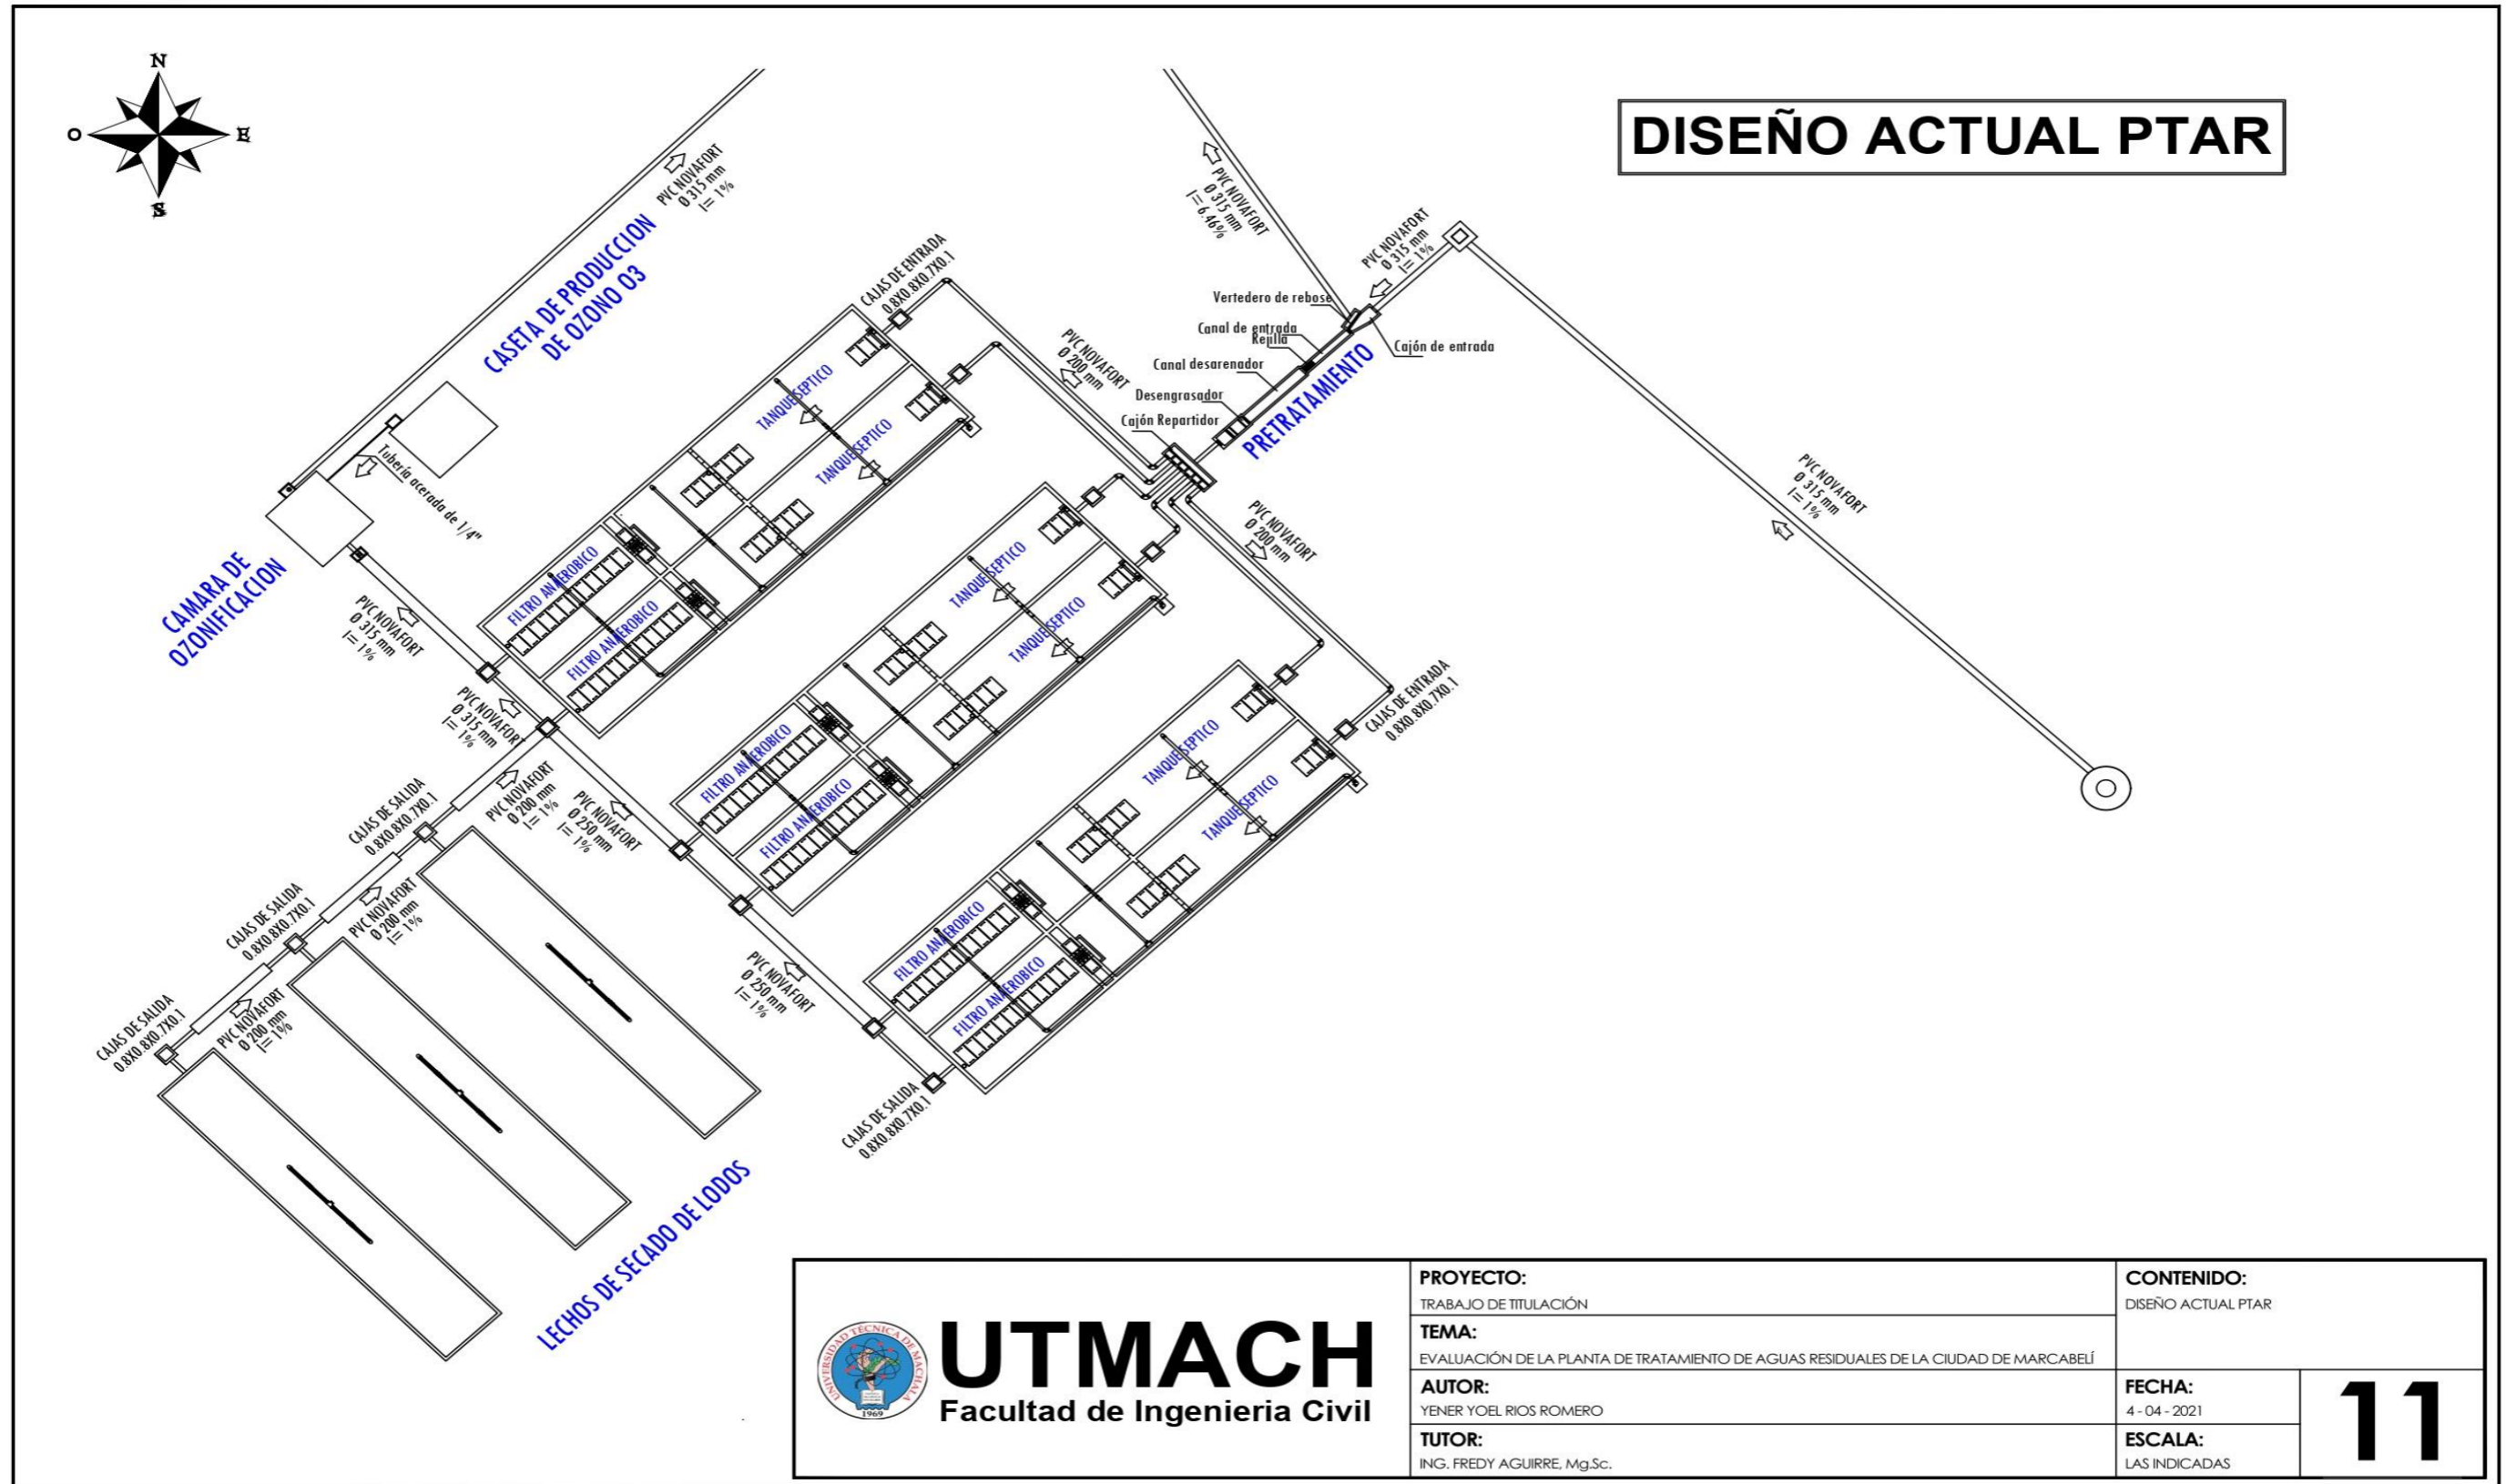 N
O
E
S
DISEÑO ACTUAL PTAR
PVC NOVAFORT
Ø 315 mm
I= 1%
CASETA DE PRODUCCION
DE OZONO O3
PVC NOVAFORT
Ø 315 mm
I= 6.46%
PVC NOVAFORT
Ø 315 mm
I= 1%
CAJAS DE ENTRADA
0.8X0.8X0.7X0.1
Vertedero de rebose
Canal de entrada
Rejilla
Cajón de entrada
Canal desarenador
Desengrasador
Cajón Repartidor
PRETRATAMIENTO
PVC NOVAFORT
Ø 200 mm
PVC NOVAFORT
Ø 200 mm
PVC NOVAFORT
Ø 315 mm
I= 1%
TANQUE SEPTICO
TANQUE SEPTICO
FILTRO ANAEROBICO
FILTRO ANAEROBICO
Tubería acerada de 1/4"
CAMARA DE
OZONIFICACION
PVC NOVAFORT
Ø 315 mm
I= 1%
PVC NOVAFORT
Ø 315 mm
I= 1%
TANQUE SEPTICO
TANQUE SEPTICO
FILTRO ANAEROBICO
FILTRO ANAEROBICO
CAJAS DE ENTRADA
0.8X0.8X0.7X0.1
TANQUE SEPTICO
TANQUE SEPTICO
FILTRO ANAEROBICO
FILTRO ANAEROBICO
CAJAS DE SALIDA
0.8X0.8X0.7X0.1
PVC NOVAFORT
Ø 200 mm
I= 1%
PVC NOVAFORT
Ø 250 mm
I= 1%
CAJAS DE SALIDA
0.8X0.8X0.7X0.1
PVC NOVAFORT
Ø 200 mm
I= 1%
PVC NOVAFORT
Ø 250 mm
I= 1%
CAJAS DE SALIDA
0.8X0.8X0.7X0.1
PVC NOVAFORT
Ø 200 mm
I= 1%
CAJAS DE SALIDA
0.8X0.8X0.7X0.1
LECHOS DE SECADO DE LODOS
UNIVERSIDAD TÉCNICA DE MACHALA
1969
UTMACH
Facultad de Ingenieria Civil
PROYECTO:
TRABAJO DE TITULACIÓN
TEMA:
EVALUACIÓN DE LA PLANTA DE TRATAMIENTO DE AGUAS RESIDUALES DE LA CIUDAD DE MARCABELÍ
AUTOR:
YENER YOEL RIOS ROMERO
TUTOR:
ING. FREDY AGUIRRE, Mg.Sc.
CONTENIDO:
DISEÑO ACTUAL PTAR
FECHA:
4 - 04 - 2021
ESCALA:
LAS INDICADAS
11